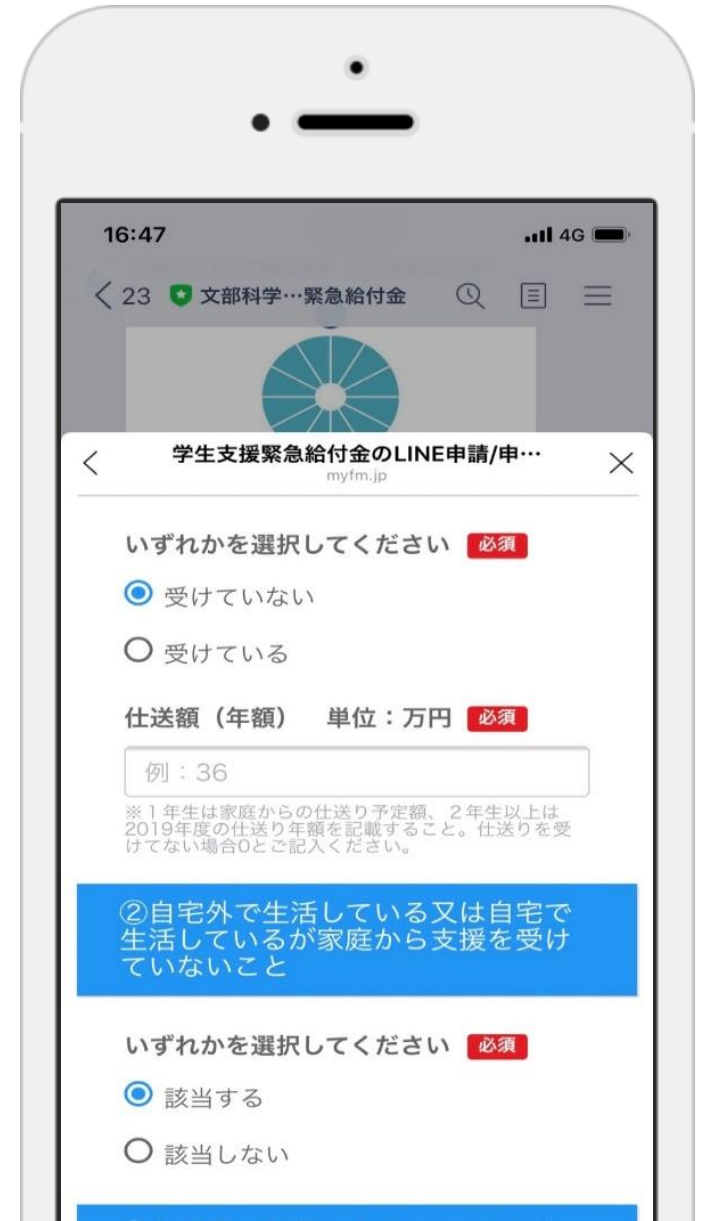 16:47
4G
23 文部科学…緊急給付金
学生支援緊急給付金のLINE申請/申…
myfm.jp
いずれかを選択してください 必須
受けていない
受けている
仕送額（年額） 単位：万円 必須
例：36
※１年生は家庭からの仕送り予定額、２年生以上は
2019年度の仕送り年額を記載すること。仕送りを受
けてない場合0とご記入ください。
②自宅外で生活している又は自宅で
生活しているが家庭から支援を受け
ていないこと
いずれかを選択してください 必須
該当する
該当しない